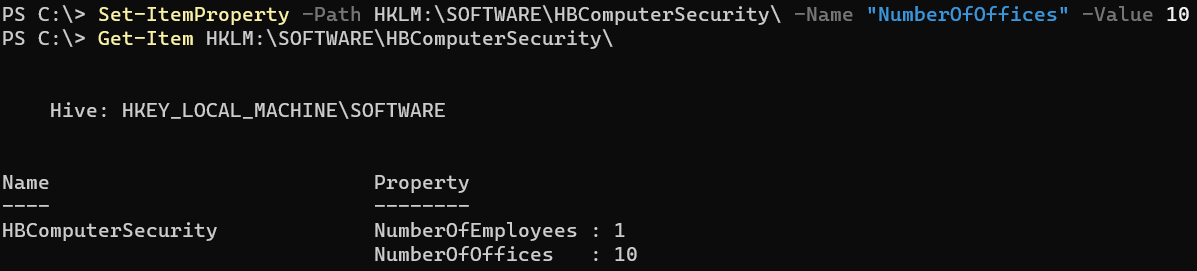 PS C:\> Set-ItemProperty -Path HKLM:\SOFTWARE\HBComputerSecurity\ -Name "NumberOfOffices" -Value 10
PS C:\> Get-Item HKLM:\SOFTWARE\HBComputerSecurity\
Hive: HKEY_LOCAL_MACHINE\SOFTWARE
Name                           Property
----                           --------
HBComputerSecurity             NumberOfEmployees : 1
                               NumberOfOffices   : 10